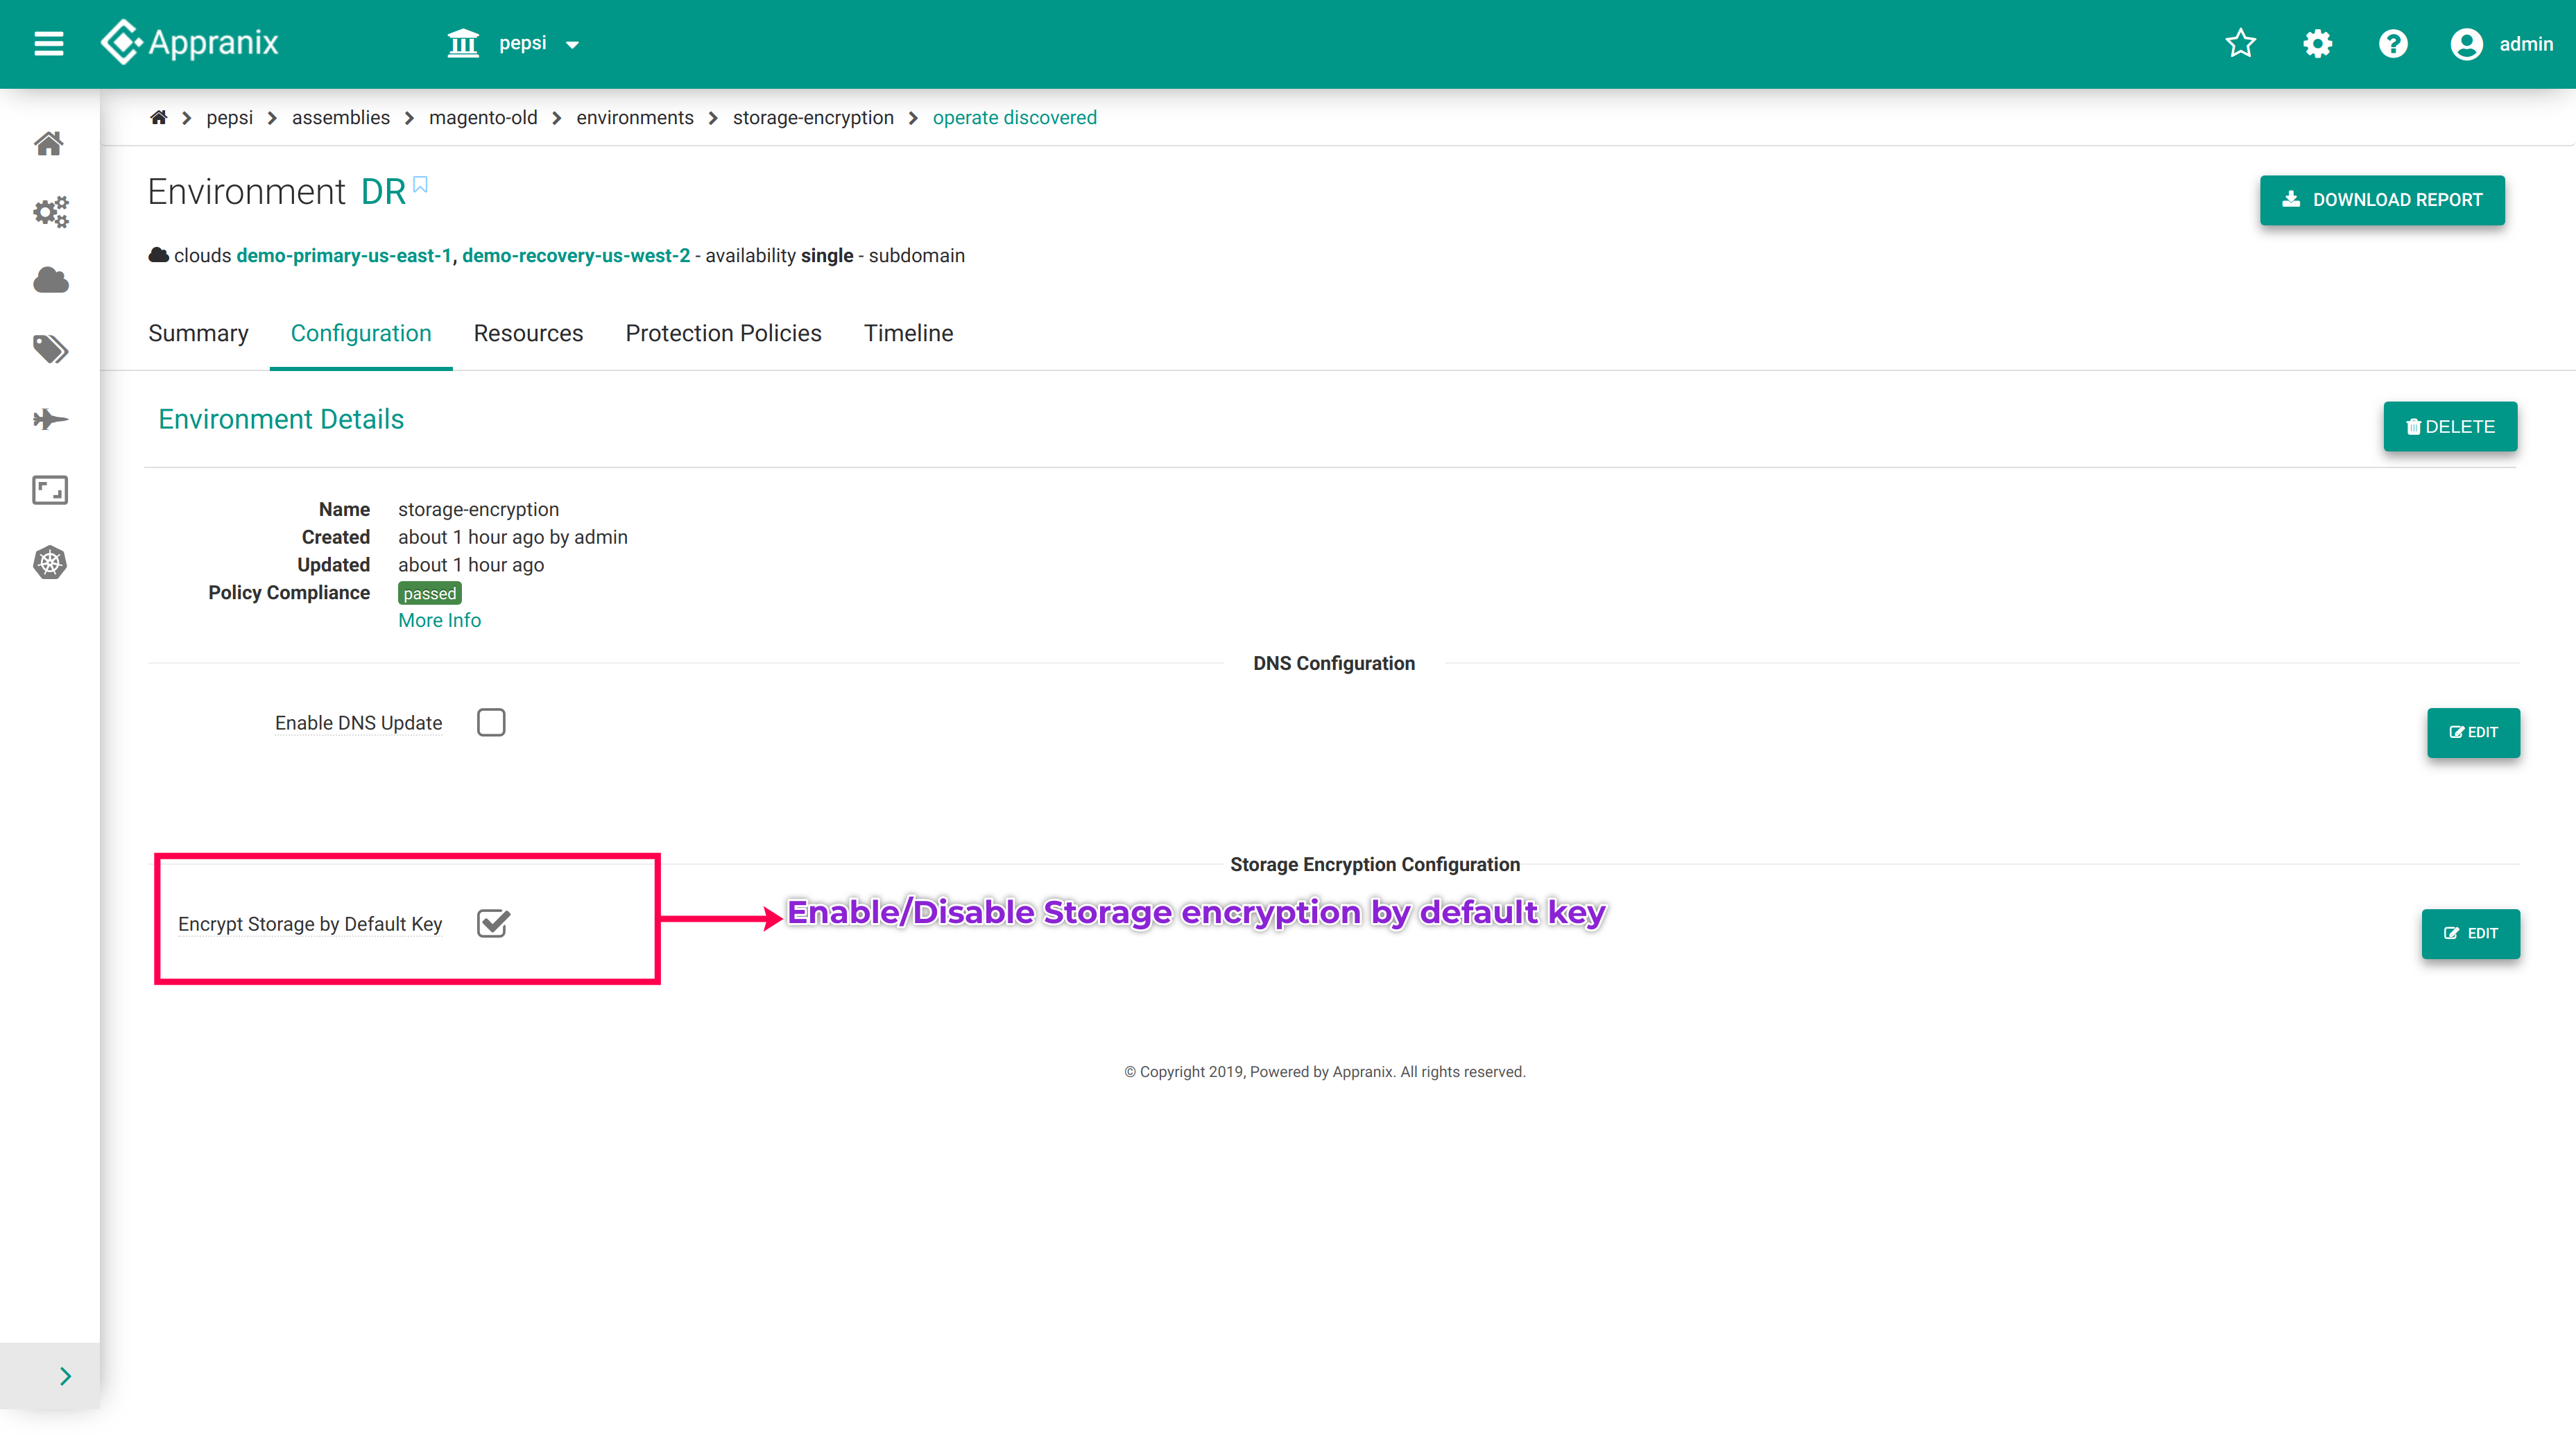 Appranix
pepsi
admin
pepsi > assemblies > magento-old > environments > storage-encryption > operate discovered
Environment DR
DOWNLOAD REPORT
clouds demo-primary-us-east-1, demo-recovery-us-west-2 - availability single - subdomain
Summary Configuration Resources Protection Policies Timeline
Environment Details
DELETE
Name storage-encryption
Created about 1 hour ago by admin
Updated about 1 hour ago
Policy Compliance passed
More Info
DNS Configuration
Enable DNS Update
EDIT
Storage Encryption Configuration
Encrypt Storage by Default Key
Enable/Disable Storage encryption by default key
EDIT
© Copyright 2019, Powered by Appranix. All rights reserved.